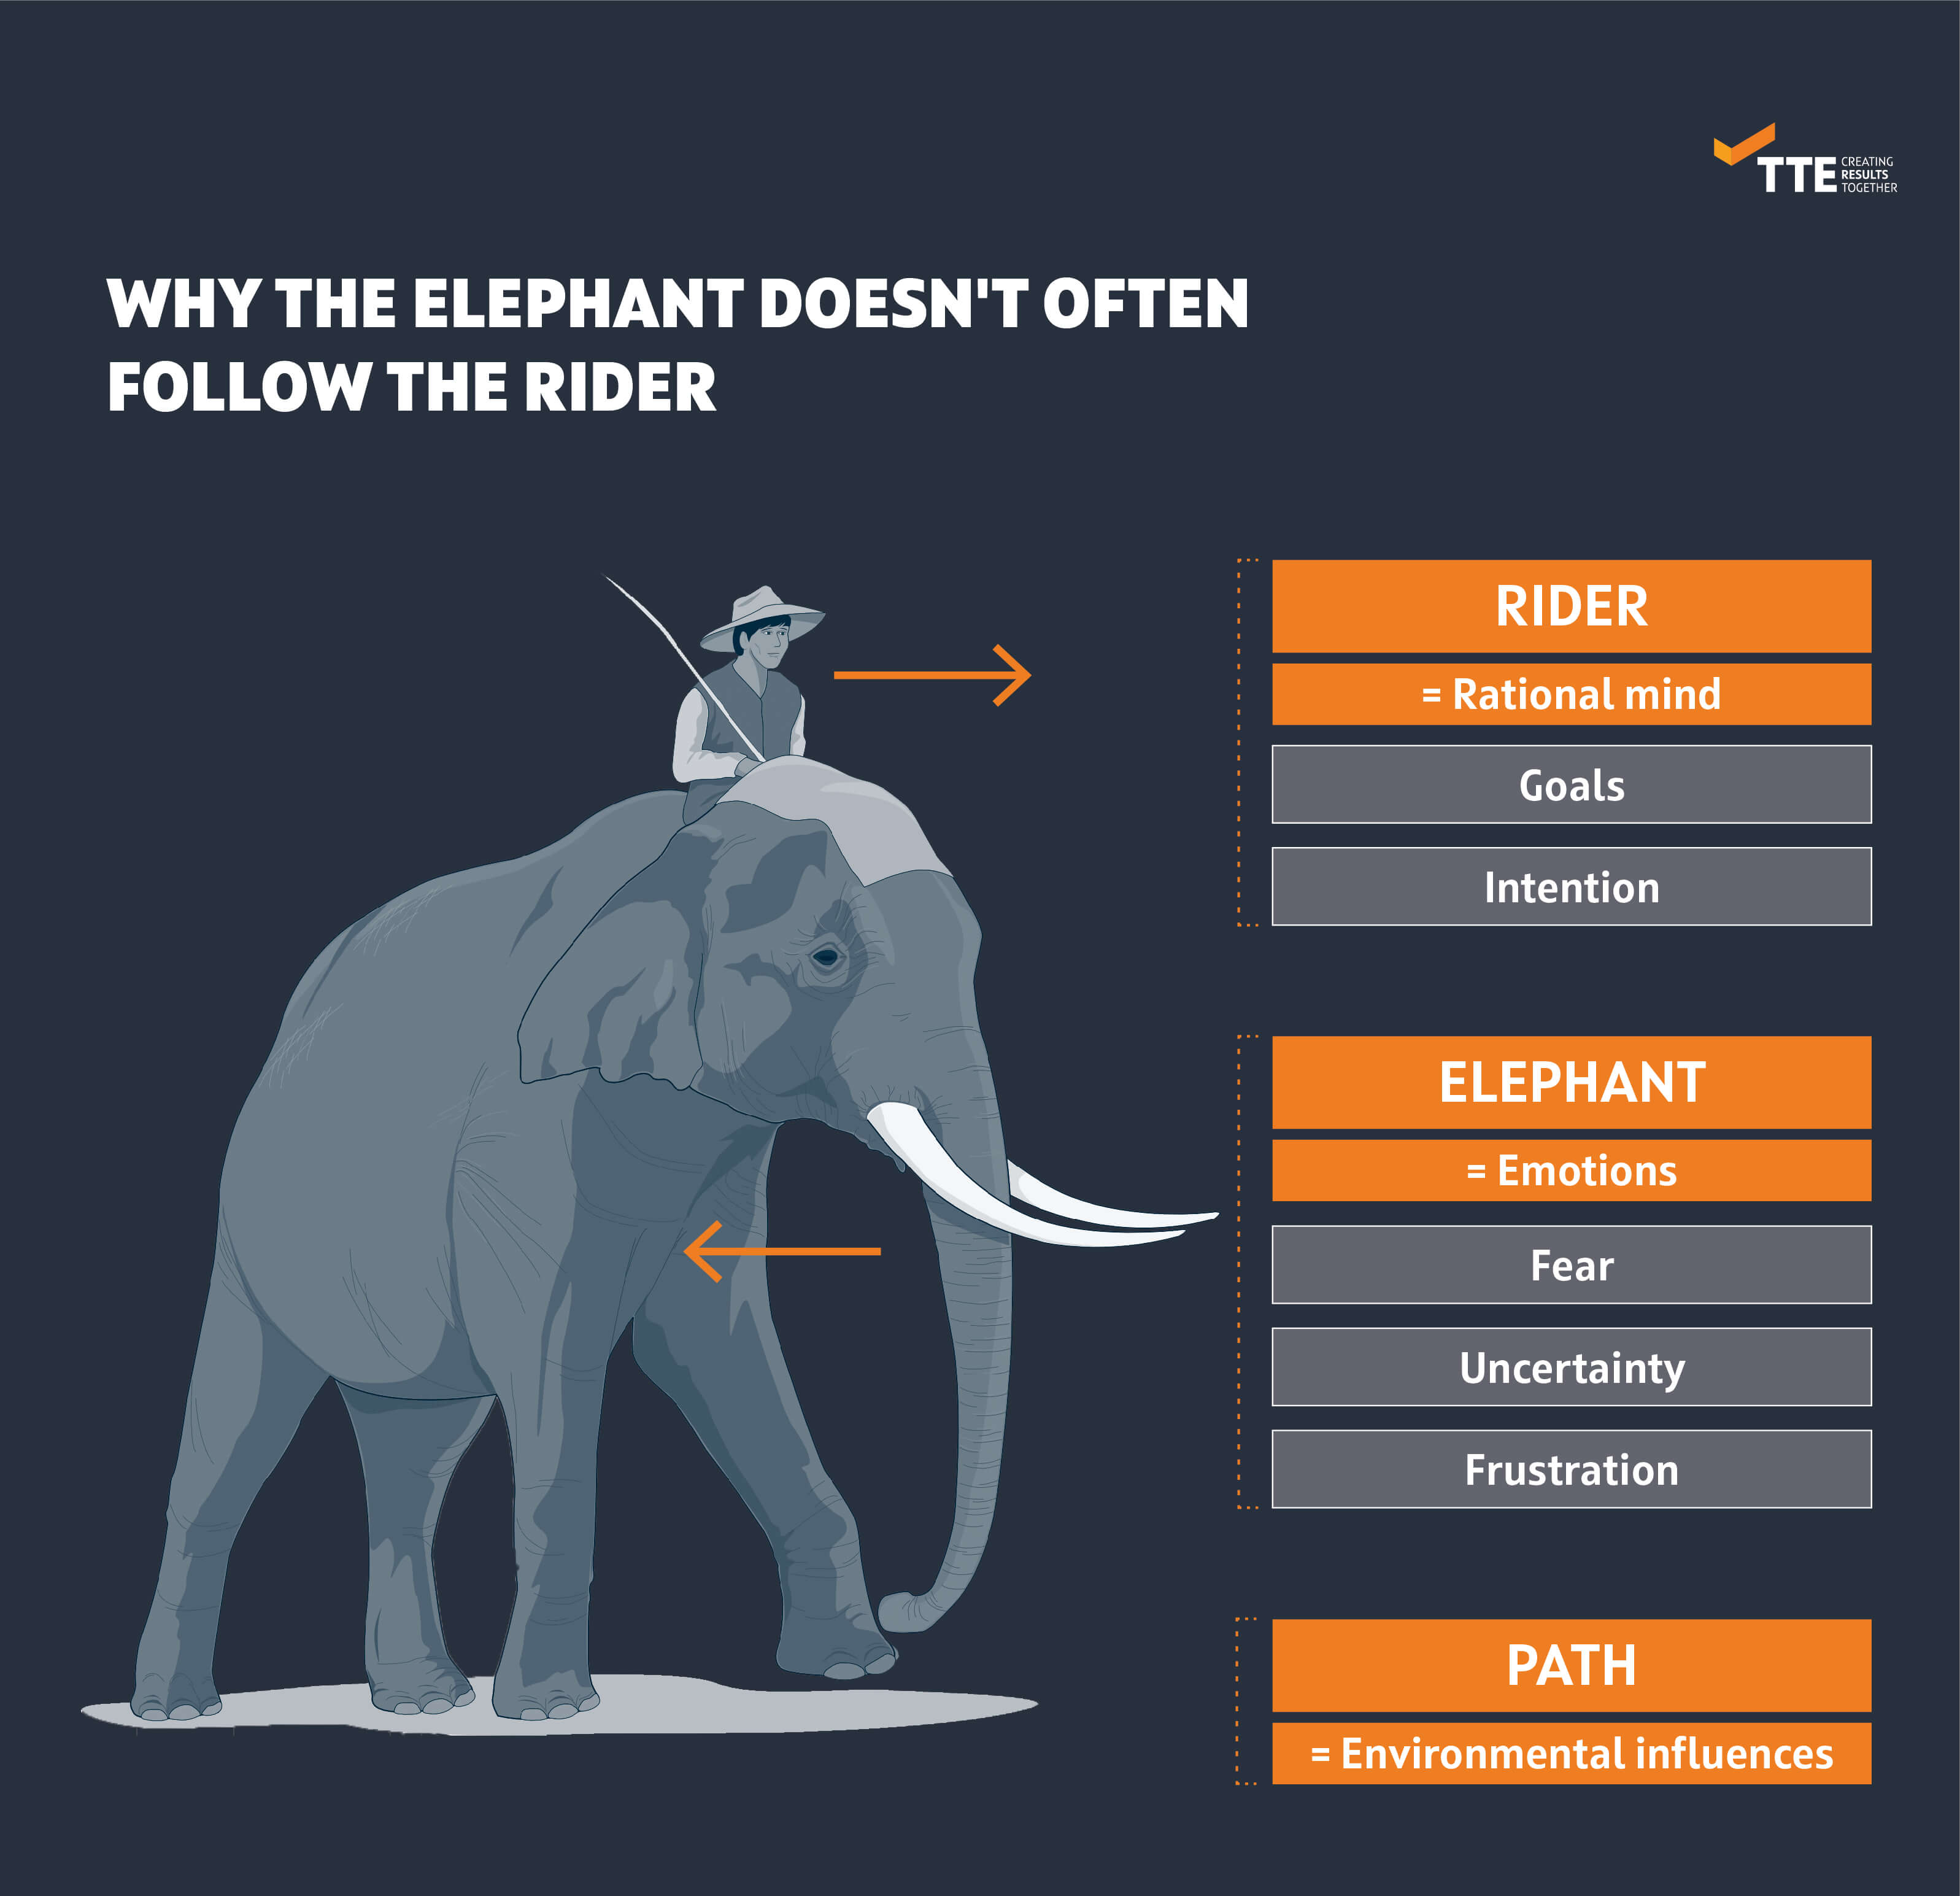 TTE
CREATING
RESULTS
TOGETHER
WHY THE ELEPHANT DOESN'T OFTEN
FOLLOW THE RIDER
RIDER
= Rational mind
Goals
Intention
ELEPHANT
= Emotions
Fear
Uncertainty
Frustration
PATH
= Environmental influences